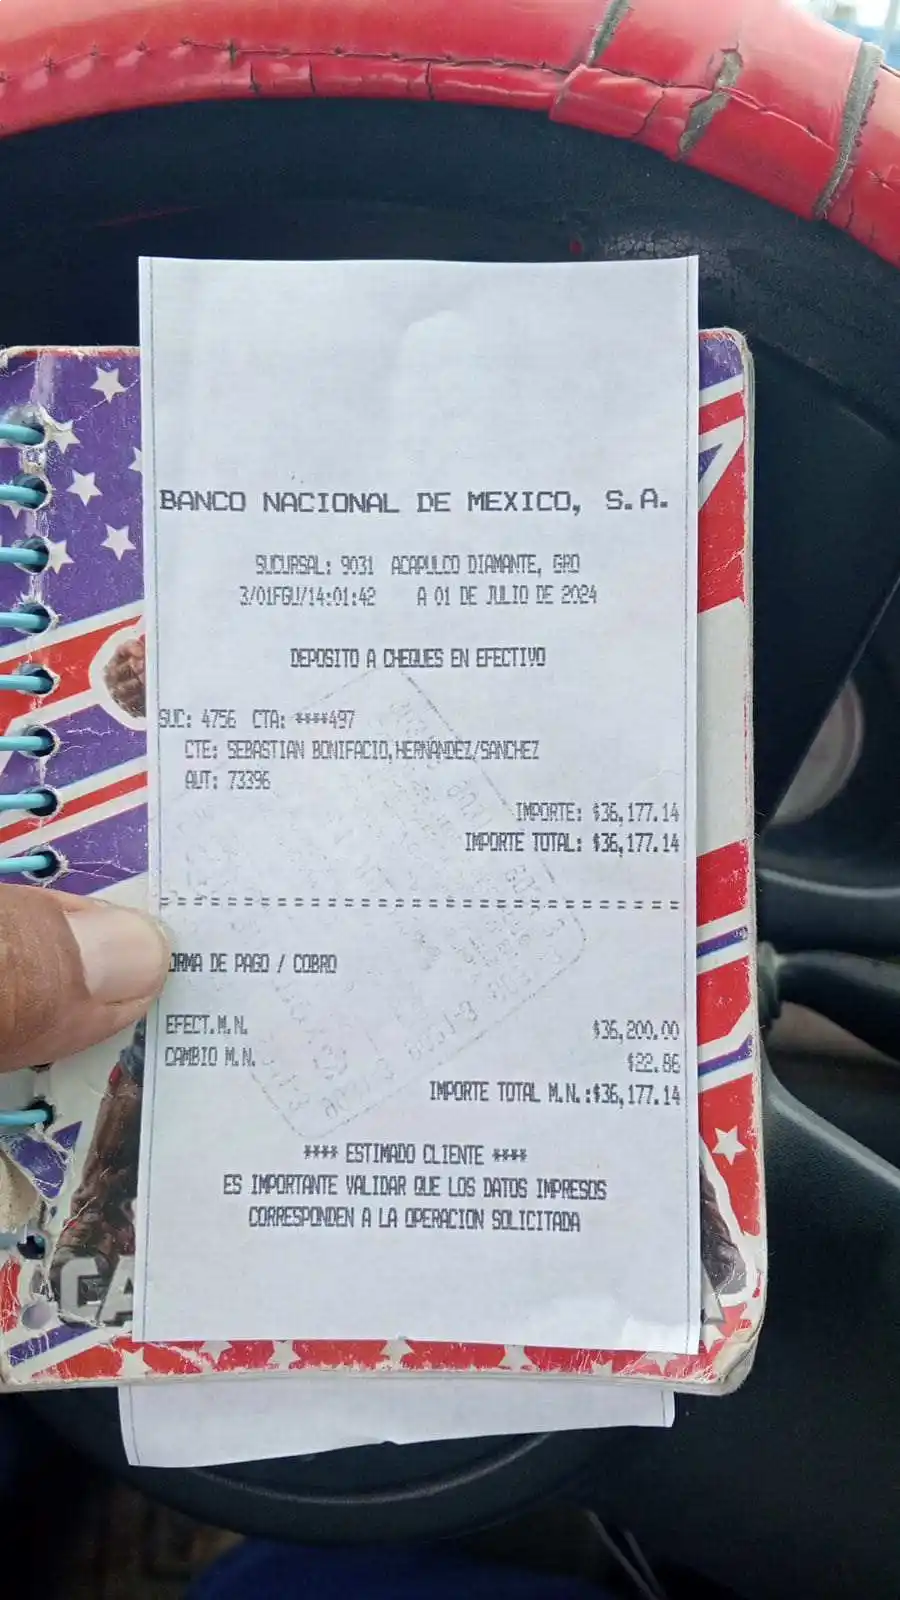 BANCO NACIONAL DE MEXICO, S.A.
SUCURSAL: 9031 ACAPULCO DIAMANTE, GRO
3/01FGU/14:01:42 A 01 DE JULIO DE 2024
DEPOSITO A CHEQUES EN EFECTIVO
SUC: 4756 CTA: ****497
CTE: SEBASTIAN BONIFACIO,HERNANDEZ/SANCHEZ
AUT: 73396
IMPORTE: $36,177.14
IMPORTE TOTAL: $36,177.14
ORMA DE PAGO / COBRO
EFECT.M.N. $36,200.00
CAMBIO M.N. $22.86
IMPORTE TOTAL M.N.:$36,177.14
**** ESTIMADO CLIENTE ****
ES IMPORTANTE VALIDAR QUE LOS DATOS IMPRESOS
CORRESPONDEN A LA OPERACION SOLICITADA
CA